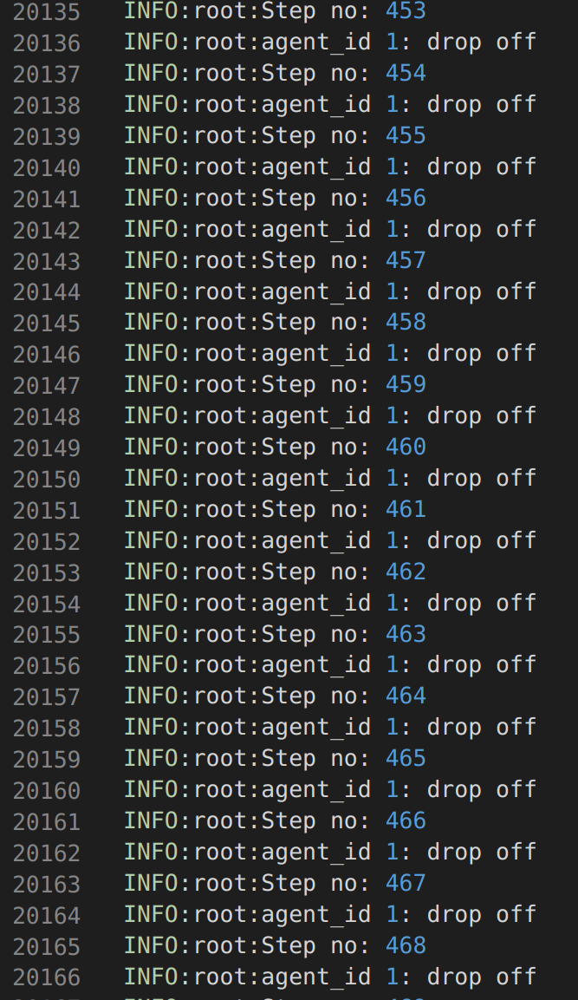 20135 INFO:root:Step no: 453
20136 INFO:root:agent_id 1: drop off
20137 INFO:root:Step no: 454
20138 INFO:root:agent_id 1: drop off
20139 INFO:root:Step no: 455
20140 INFO:root:agent_id 1: drop off
20141 INFO:root:Step no: 456
20142 INFO:root:agent_id 1: drop off
20143 INFO:root:Step no: 457
20144 INFO:root:agent_id 1: drop off
20145 INFO:root:Step no: 458
20146 INFO:root:agent_id 1: drop off
20147 INFO:root:Step no: 459
20148 INFO:root:agent_id 1: drop off
20149 INFO:root:Step no: 460
20150 INFO:root:agent_id 1: drop off
20151 INFO:root:Step no: 461
20152 INFO:root:agent_id 1: drop off
20153 INFO:root:Step no: 462
20154 INFO:root:agent_id 1: drop off
20155 INFO:root:Step no: 463
20156 INFO:root:agent_id 1: drop off
20157 INFO:root:Step no: 464
20158 INFO:root:agent_id 1: drop off
20159 INFO:root:Step no: 465
20160 INFO:root:agent_id 1: drop off
20161 INFO:root:Step no: 466
20162 INFO:root:agent_id 1: drop off
20163 INFO:root:Step no: 467
20164 INFO:root:agent_id 1: drop off
20165 INFO:root:Step no: 468
20166 INFO:root:agent_id 1: drop off